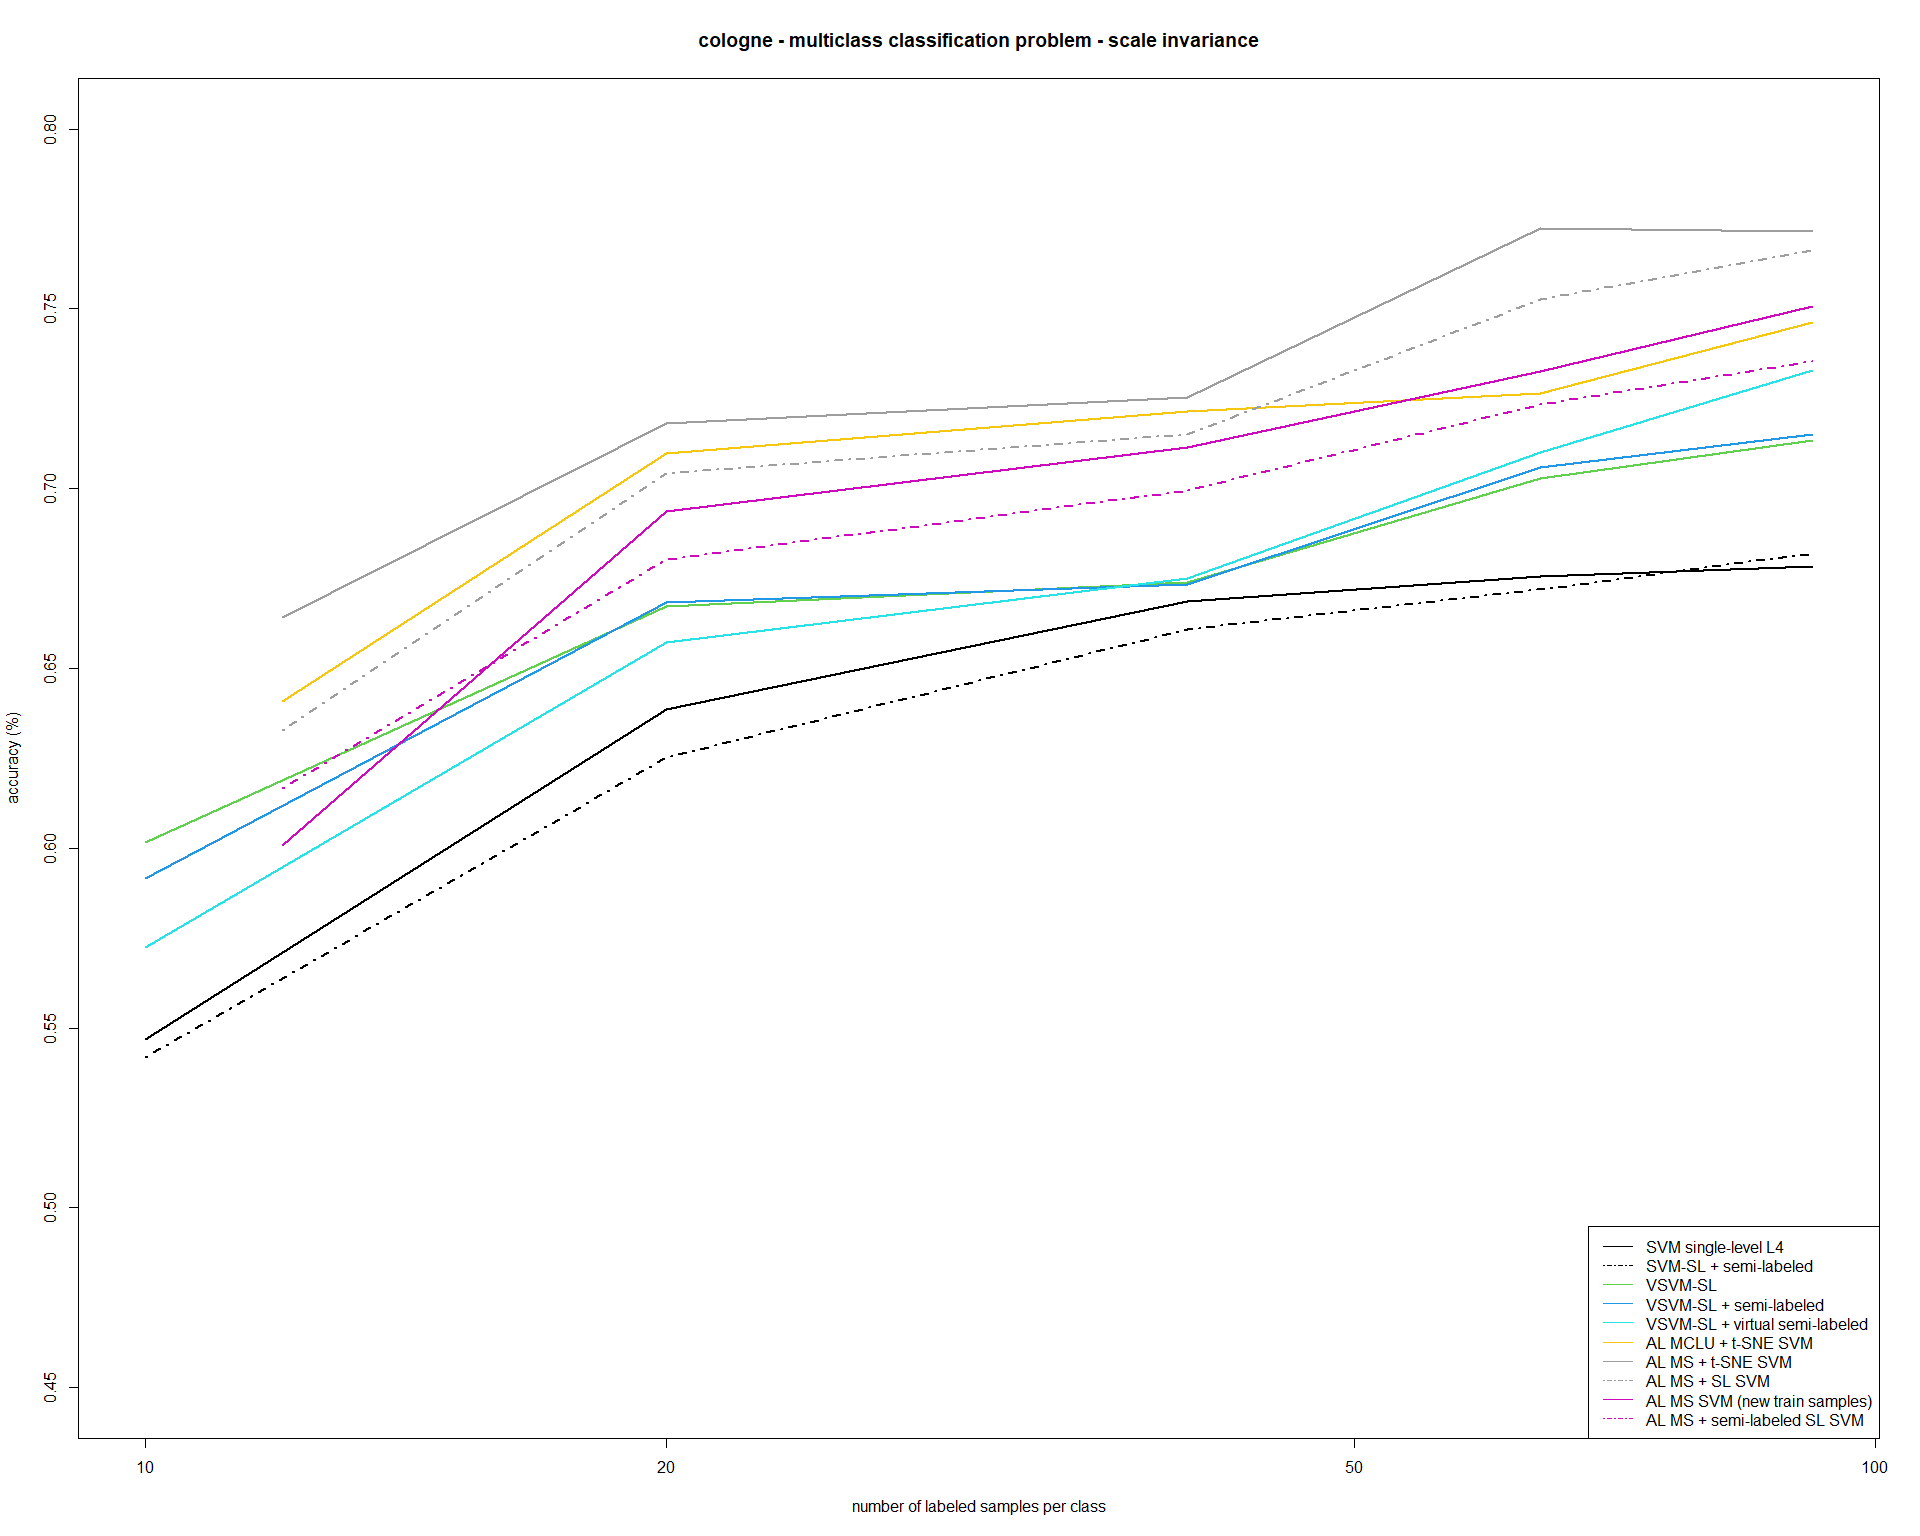 cologne - multiclass classification problem - scale invariance
accuracy (%)
0.80
0.75
0.70
0.65
0.60
0.55
0.50
0.45
SVM single-level L4
SVM-SL + semi-labeled
VSVM-SL
VSVM-SL + semi-labeled
VSVM-SL + virtual semi-labeled
AL MCLU + t-SNE SVM
AL MS + t-SNE SVM
AL MS + SL SVM
AL MS SVM (new train samples)
AL MS + semi-labeled SL SVM
10 20 50 100
number of labeled samples per class